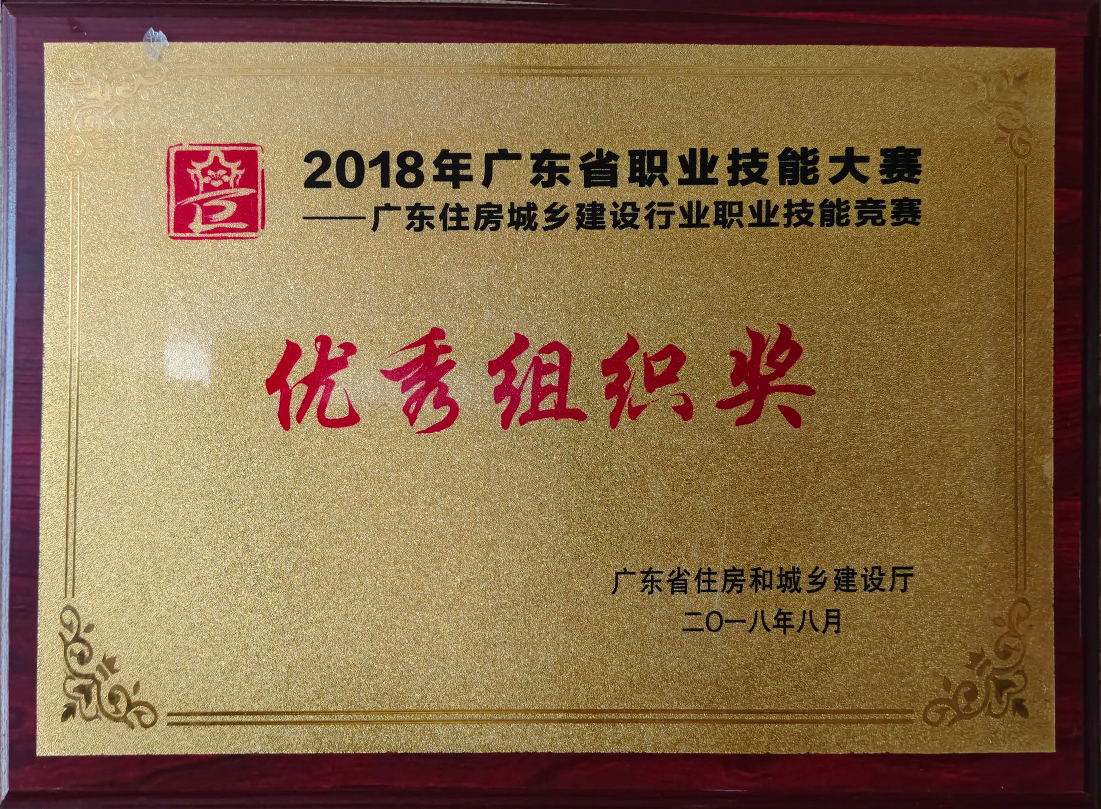 2018年广东省职业技能大赛
——广东住房城乡建设行业职业技能竞赛
优秀组织奖
广东省住房和城乡建设厅
二〇一八年八月